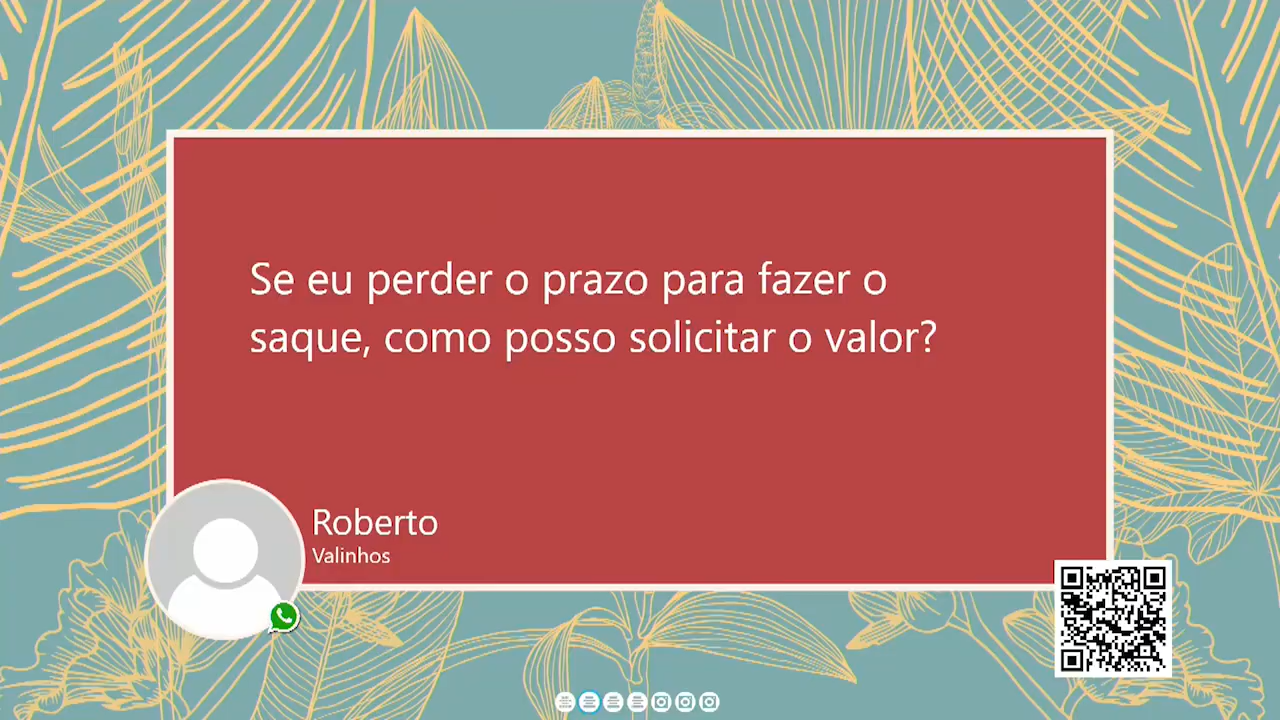 Se eu perder o prazo para fazer o
saque, como posso solicitar o valor?
Roberto
Valinhos